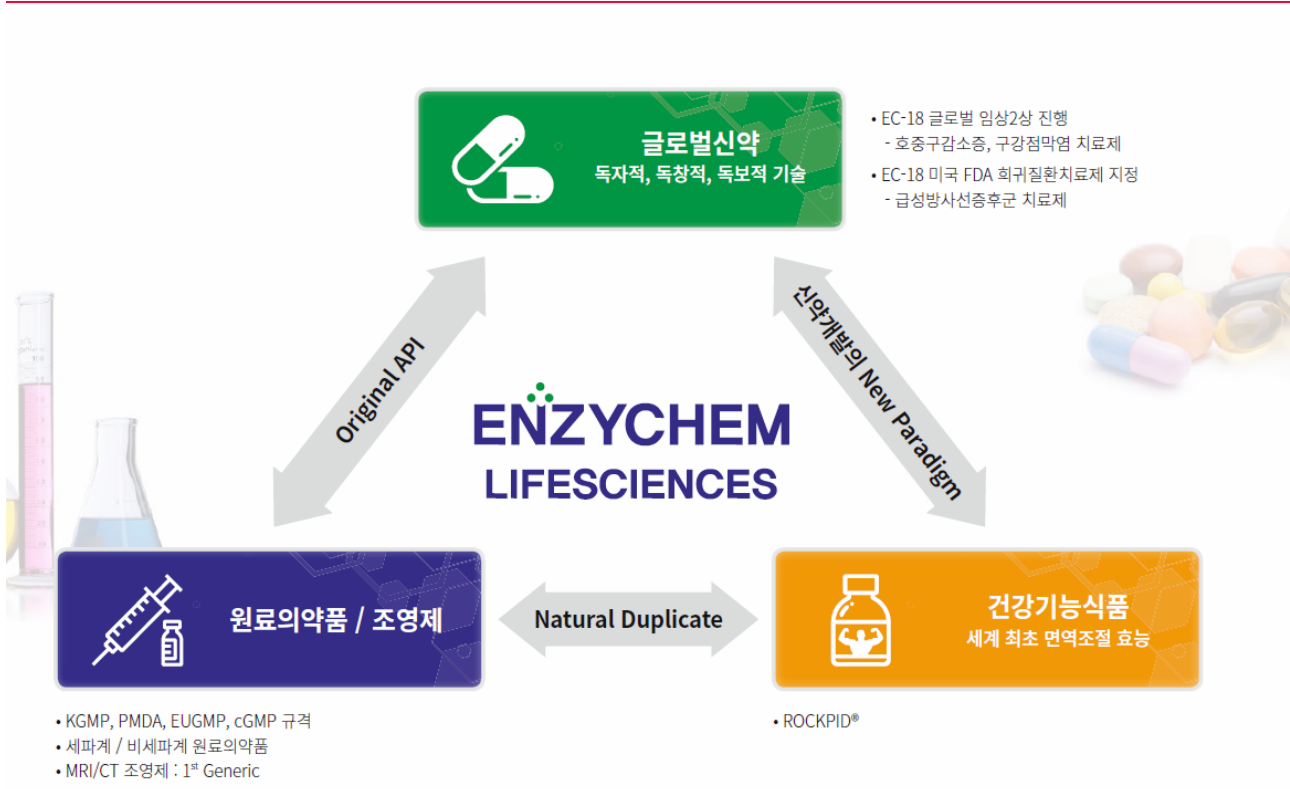 글로벌신약
독자적, 독창적, 독보적 기술
• EC-18 글로벌 임상2상 진행
- 호중구감소증, 구강점막염 치료제
• EC-18 미국 FDA 희귀질환치료제 지정
- 급성방사선증후군 치료제
Original API
신약개발의 New Paradigm
ENZYCHEM
LIFESCIENCES
원료의약품 / 조영제
Natural Duplicate
건강기능식품
세계 최초 면역조절 효능
• KGMP, PMDA, EUGMP, cGMP 규격
• 세파계 / 비세파계 원료의약품
• MRI/CT 조영제 : 1st Generic
• ROCKPID®